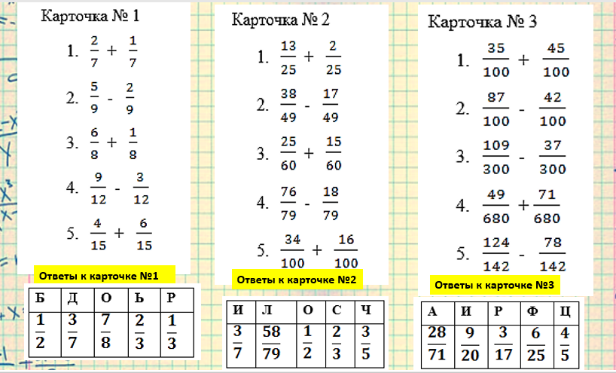 Карточка № 1
1. 2/7 + 1/7
2. 5/9 - 2/9
3. 6/8 + 1/8
4. 9/12 - 3/12
5. 4/15 + 6/15
Ответы к карточке №1
Б Д О Ь Р
1/2 3/7 7/8 2/3 1/3
Карточка № 2
1. 13/25 + 2/25
2. 38/49 - 17/49
3. 25/60 + 15/60
4. 76/79 - 18/79
5. 34/100 + 16/100
Ответы к карточке №2
И Л О С Ч
3/7 58/79 1/2 2/3 3/5
Карточка № 3
1. 35/100 + 45/100
2. 87/100 - 42/100
3. 109/300 - 37/300
4. 49/680 + 71/680
5. 124/142 - 78/142
Ответы к карточке №3
А И Р Ф Ц
28/71 9/20 3/17 6/25 4/5